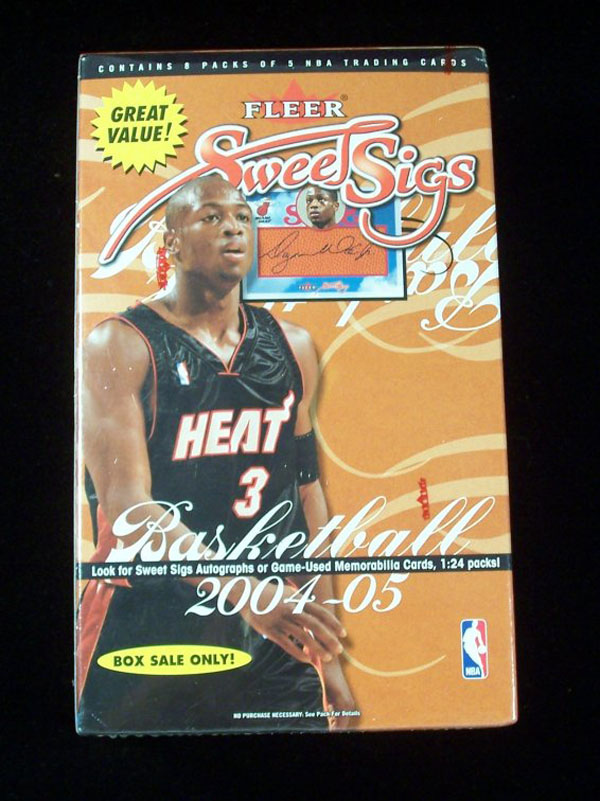 CONTAINS 8 PACKS OF 5 NBA TRADING CARDS
GREAT
VALUE!
FLEER®
Sweet Sigs
HEAT
3
Basketball
Look for Sweet Sigs Autographs or Game-Used Memorabilia Cards, 1:24 packs!
2004-05
BOX SALE ONLY!
NBA
NO PURCHASE NECESSARY: See Pack For Details